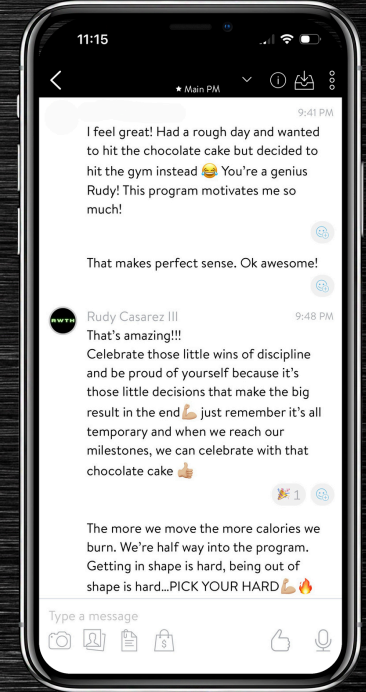 11:15
★ Main PM
9:41 PM
I feel great! Had a rough day and wanted
to hit the chocolate cake but decided to
hit the gym instead 😂 You're a genius
Rudy! This program motivates me so
much!
That makes perfect sense. Ok awesome!
RWTH
Rudy Casarez III
9:48 PM
That's amazing!!!
Celebrate those little wins of discipline
and be proud of yourself because it's
those little decisions that make the big
result in the end💪🏼 just remember it's all
temporary and when we reach our
milestones, we can celebrate with that
chocolate cake 👍🏼
🎉 1
The more we move the more calories we
burn. We're half way into the program.
Getting in shape is hard, being out of
shape is hard...PICK YOUR HARD💪🏼🔥
Type a message